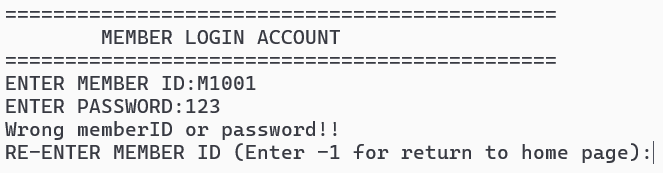 ==============================================
MEMBER LOGIN ACCOUNT
==============================================
ENTER MEMBER ID:M1001
ENTER PASSWORD:123
Wrong memberID or password!!
RE-ENTER MEMBER ID (Enter -1 for return to home page):